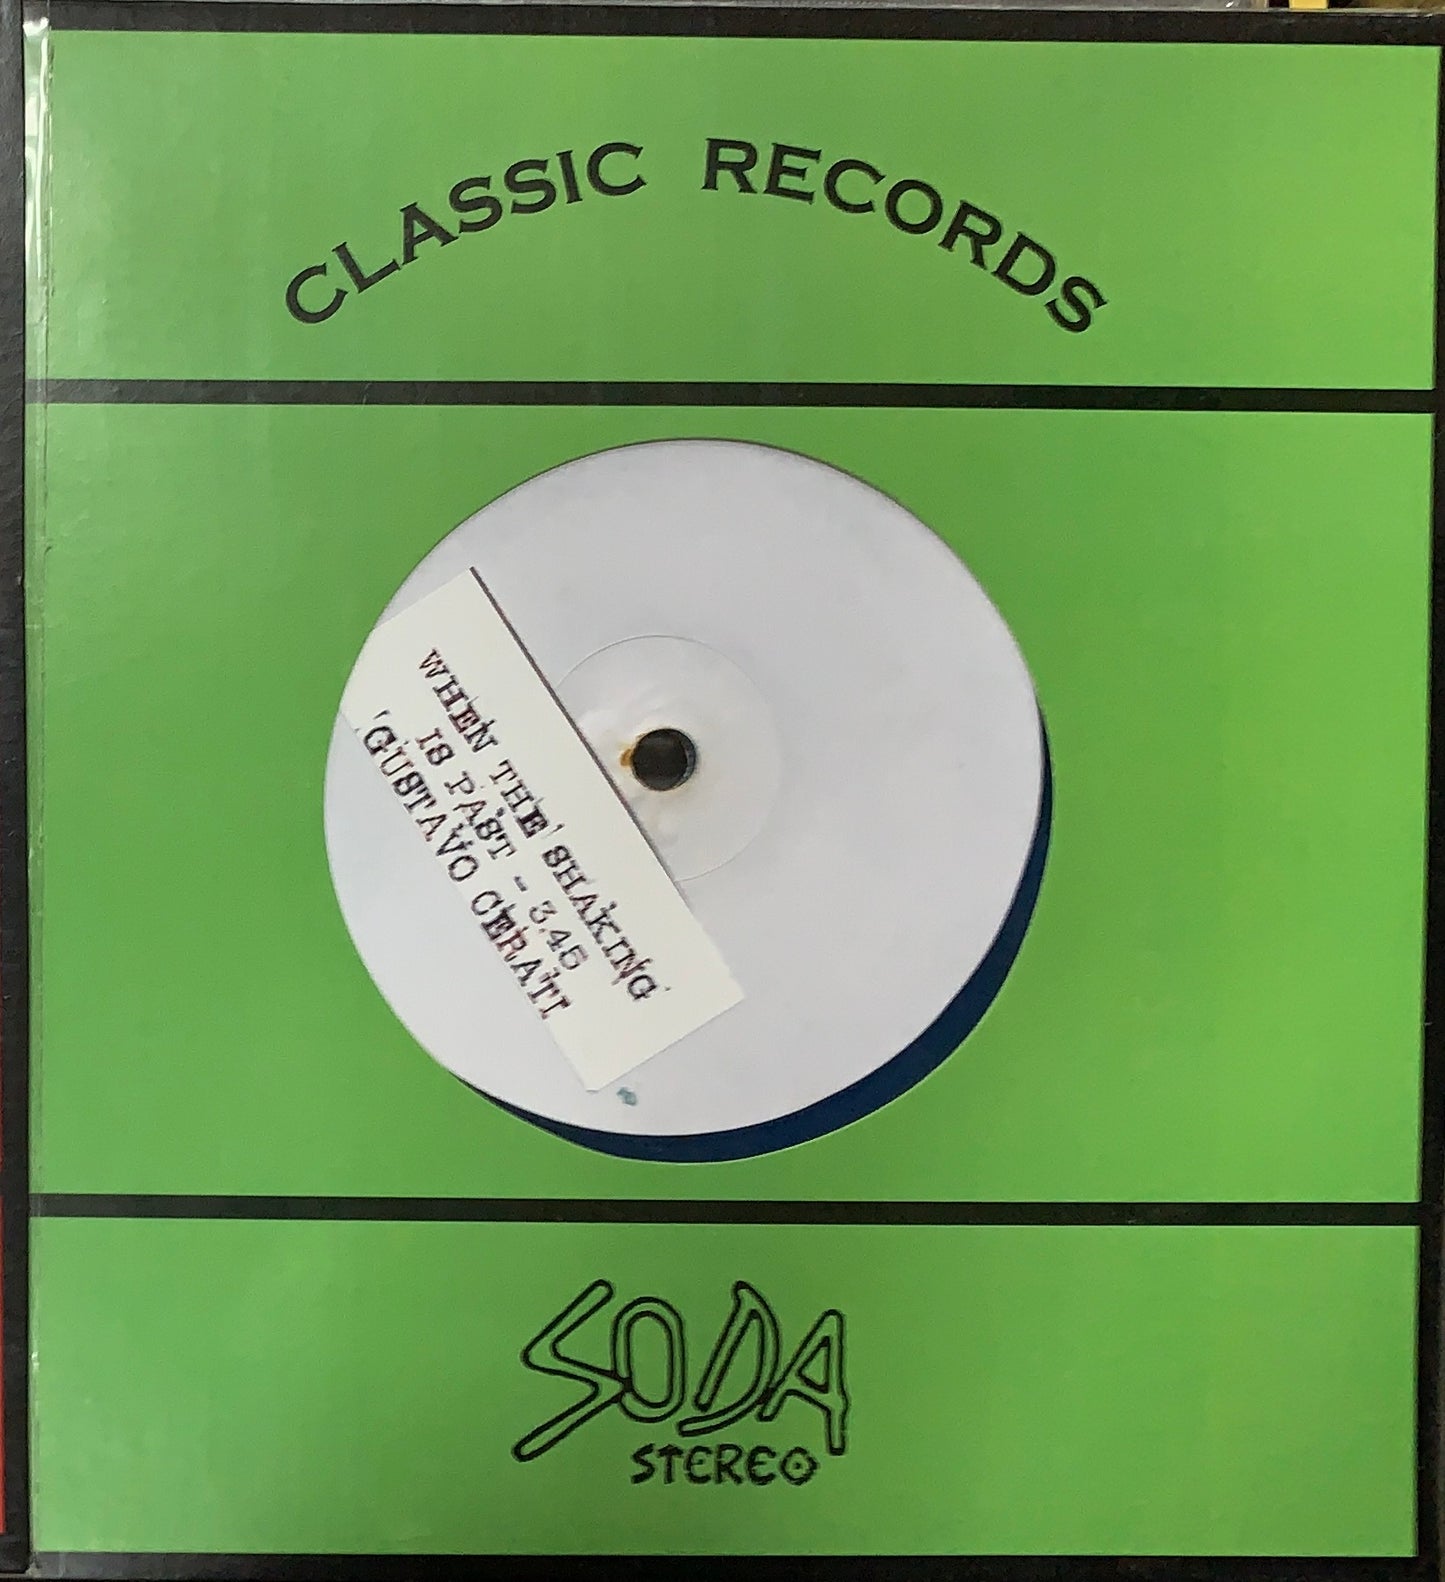 CLASSIC RECORDS
WHEN THE SHAKING
IS PAST - 3.45
'GUSTAVO CERATI
SODA
STEREO